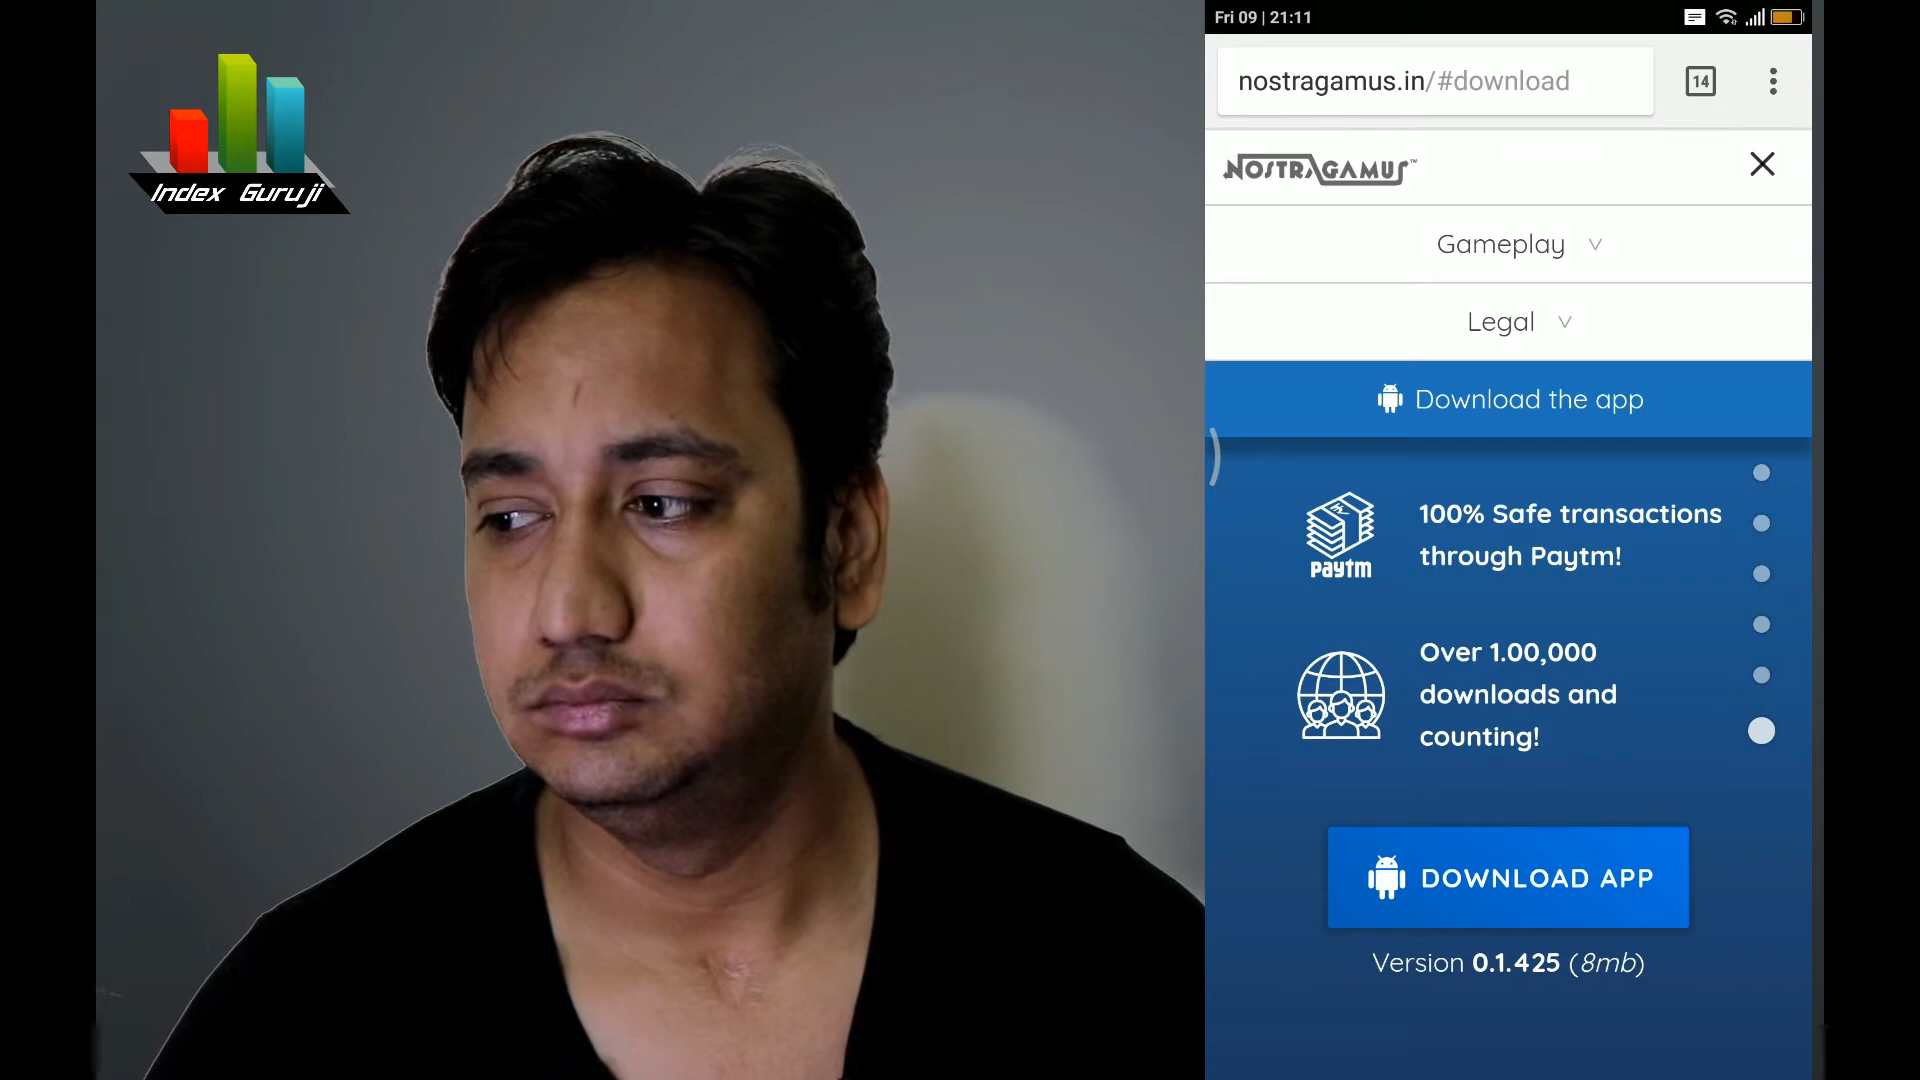 Index Guruji
Fri 09 | 21:11
nostragamus.in/#download
14
NOSTRAGAMUS™
Gameplay
Legal
Download the app
paytm
100% Safe transactions
through Paytm!
Over 1.00,000
downloads and
counting!
DOWNLOAD APP
Version 0.1.425 (8mb)